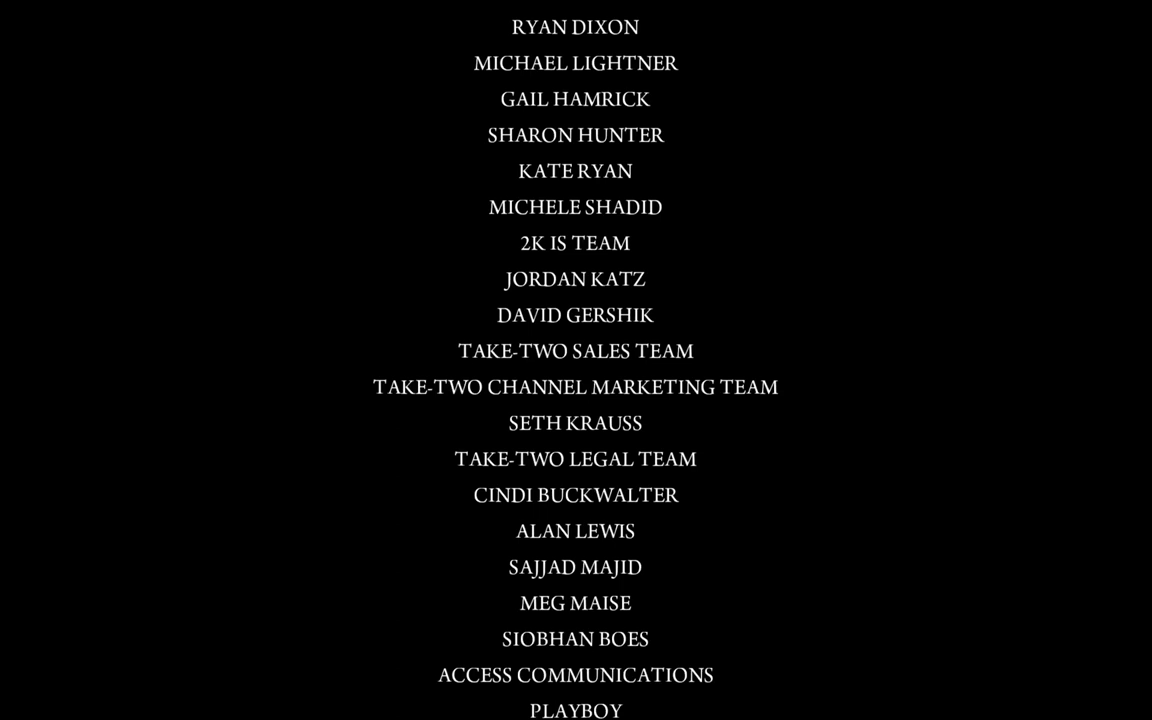 RYAN DIXON
MICHAEL LIGHTNER
GAIL HAMRICK
SHARON HUNTER
KATE RYAN
MICHELE SHADID
2K IS TEAM
JORDAN KATZ
DAVID GERSHIK
TAKE-TWO SALES TEAM
TAKE-TWO CHANNEL MARKETING TEAM
SETH KRAUSS
TAKE-TWO LEGAL TEAM
CINDI BUCKWALTER
ALAN LEWIS
SAJJAD MAJID
MEG MAISE
SIOBHAN BOES
ACCESS COMMUNICATIONS
PLAYBOY